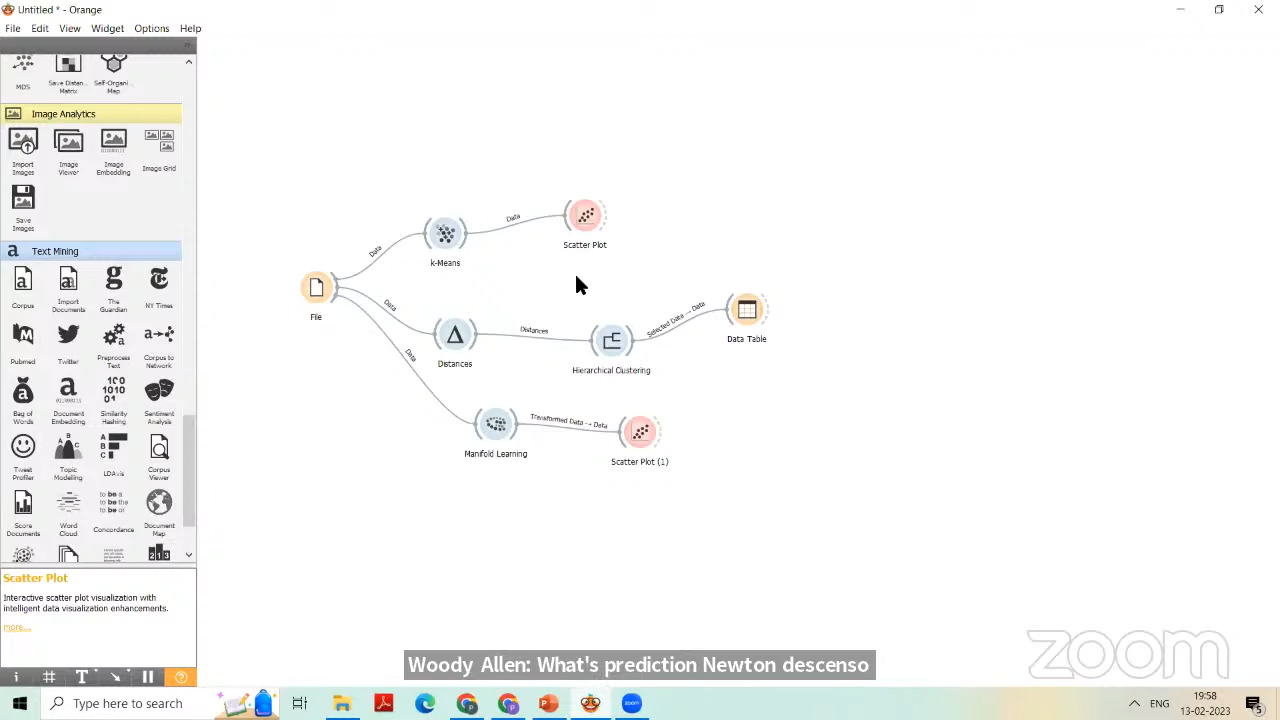 Untitled * - Orange
File Edit View Widget Options Help
MDS
Save Distan... Matrix
Self-Organi... Map
Image Analytics
Import Images
Image Viewer
Image Embedding
Image Grid
Save Images
Text Mining
Corpus
Import Documents
The Guardian
NY Times
Pubmed
Twitter
Preprocess Text
Corpus to Network
Bag of Words
Document Embedding
Similarity Hashing
Sentiment Analysis
Tweet Profiler
Topic Modelling
LDAvis
Corpus Viewer
Score Documents
Word Cloud
Concordance
Document Map
Scatter Plot
Interactive scatter plot visualization with
intelligent data visualization enhancements.
more...
Data
Scatter Plot
Data
k-Means
File
Data
Distances
Distances
Hierarchical Clustering
Selected Data → Data
Data Table
Data
Manifold Learning
Transformed Data → Data
Scatter Plot (1)
Woody Allen: What's prediction Newton descenso
zoom
Type here to search
zoom
ENG
19:58
13-02-2023
5